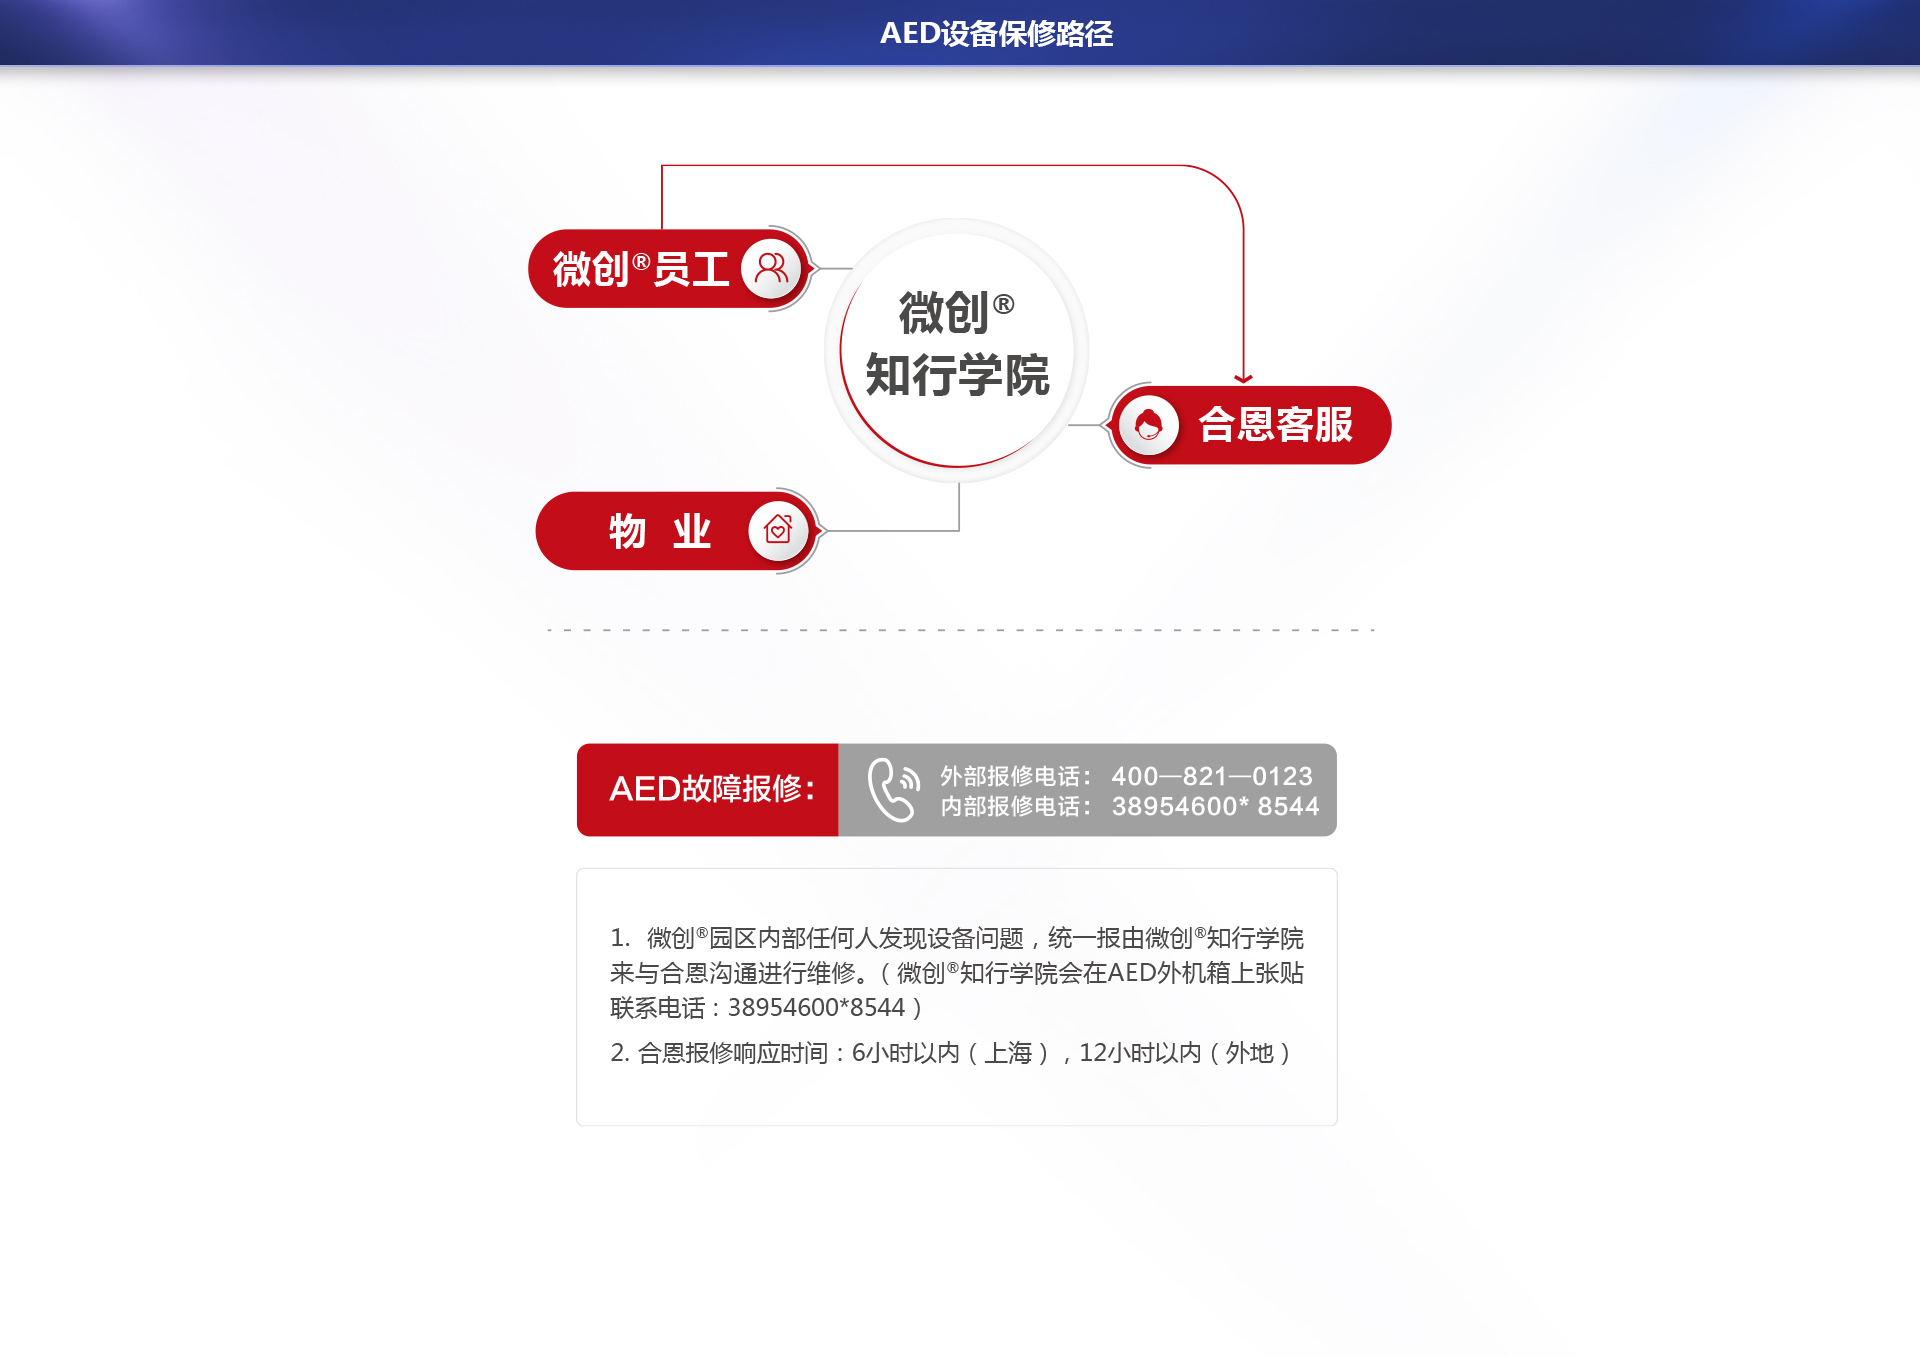 AED设备保修路径
微创®员工
微创®
知行学院
合恩客服
物 业
AED故障报修：
外部报修电话： 400—821—0123
内部报修电话： 38954600* 8544
1. 微创®园区内部任何人发现设备问题，统一报由微创®知行学院
来与合恩沟通进行维修。（微创®知行学院会在AED外机箱上张贴
联系电话：38954600*8544）
2. 合恩报修响应时间：6小时以内（上海），12小时以内（外地）